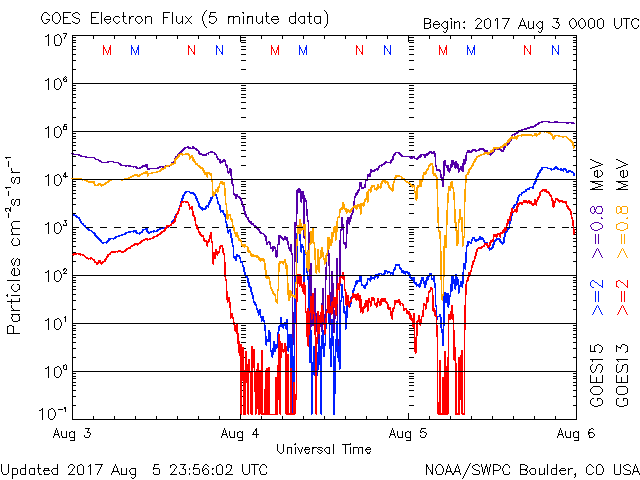 GOES Electron Flux (5 minute data)
Begin: 2017 Aug 3 0000 UTC
10⁷
M M N N M M N N M M N N
10⁶
10⁵
10⁴
10³
10²
10¹
10⁰
10⁻¹
Particles cm⁻²s⁻¹sr⁻¹
GOES15 >=2 >=0.8 MeV
GOES13 >=2 >=0.8 MeV
Aug 3 Aug 4 Aug 5 Aug 6
Universal Time
Updated 2017 Aug 5 23:56:02 UTC
NOAA/SWPC Boulder, CO USA